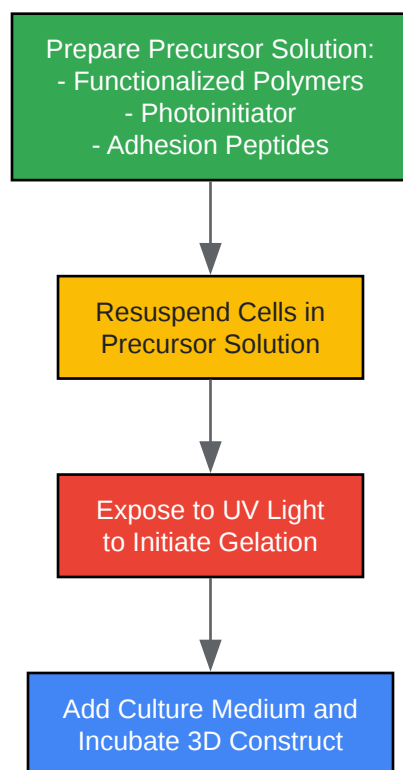 Prepare Precursor Solution:
- Functionalized Polymers
- Photoinitiator
- Adhesion Peptides
Resuspend Cells in
Precursor Solution
Expose to UV Light
to Initiate Gelation
Add Culture Medium and
Incubate 3D Construct